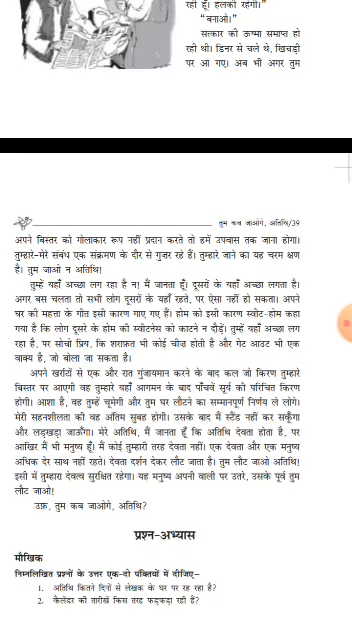 रही हूँ। हलकी रहेगी।”
“बनाओ।”
सत्कार की ऊष्मा समाप्त हो
रही थी। डिनर से चले थे, खिचड़ी
पर आ गए। अब भी अगर तुम
तुम कब जाओगे, अतिथि/39
अपने बिस्तर को गोलाकार रूप नहीं प्रदान करते तो हमें उपवास तक जाना होगा।
तुम्हारे-मेरे संबंध एक संक्रमण के दौर से गुज़र रहे हैं। तुम्हारे जाने का यह चरम क्षण
है। तुम जाओ न अतिथि!
तुम्हें यहाँ अच्छा लग रहा है न! मैं जानता हूँ। दूसरों के यहाँ अच्छा लगता है।
अगर बस चलता तो सभी लोग दूसरों के यहाँ रहते, पर ऐसा नहीं हो सकता। अपने
घर की महत्ता के गीत इसी कारण गाए गए हैं। होम को इसी कारण स्वीट-होम कहा
गया है कि लोग दूसरे के होम की स्वीटनेस को काटने न दौड़ें। तुम्हें यहाँ अच्छा लग
रहा है, पर सोचो प्रिय, कि शराफ़त भी कोई चीज़ होती है और गेट आउट भी एक
वाक्य है, जो बोला जा सकता है।
अपने खर्राटों से एक और रात गुंजायमान करने के बाद कल जो किरण तुम्हारे
बिस्तर पर आएगी वह तुम्हारे यहाँ आगमन के बाद पाँचवें सूर्य की परिचित किरण
होगी। आशा है, वह तुम्हें चूमेगी और तुम घर लौटने का सम्मानपूर्ण निर्णय ले लोगे।
मेरी सहनशीलता की वह अंतिम सुबह होगी। उसके बाद मैं स्टैंड नहीं कर सकूँगा
और लड़खड़ा जाऊँगा। मेरे अतिथि, मैं जानता हूँ कि अतिथि देवता होता है, पर
आखिर मैं भी मनुष्य हूँ। मैं कोई तुम्हारी तरह देवता नहीं। एक देवता और एक मनुष्य
अधिक देर साथ नहीं रहते। देवता दर्शन देकर लौट जाता है। तुम लौट जाओ अतिथि!
इसी में तुम्हारा देवत्व सुरक्षित रहेगा। यह मनुष्य अपनी वाली पर उतरे, उसके पूर्व तुम
लौट जाओ!
उफ़, तुम कब जाओगे, अतिथि?
प्रश्न-अभ्यास
मौखिक
निम्नलिखित प्रश्नों के उत्तर एक-दो पंक्तियों में दीजिए–
1. अतिथि कितने दिनों से लेखक के घर पर रह रहा है?
2. कैलेंडर की तारीखें किस तरह फड़फड़ा रही हैं?